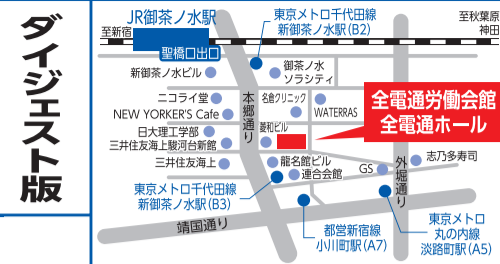 ダイジェスト版
JR御茶ノ水駅
至新宿
聖橋口出口
東京メトロ千代田線
新御茶ノ水駅(B2)
至秋葉原
神田
新御茶ノ水ビル
御茶ノ水
ソラシティ
ニコライ堂
NEW YORKER'S Cafe
日大理工学部
三井住友海上駿河台新館
三井住友海上
本郷通り
名倉クリニック
WATERRAS
菱和ビル
全電通労働会館
全電通ホール
龍名館ビル
連合会館
GS
外堀通り
志乃多寿司
東京メトロ千代田線
新御茶ノ水駅(B3)
靖国通り
都営新宿線
小川町駅(A7)
東京メトロ
丸の内線
淡路町駅(A5)